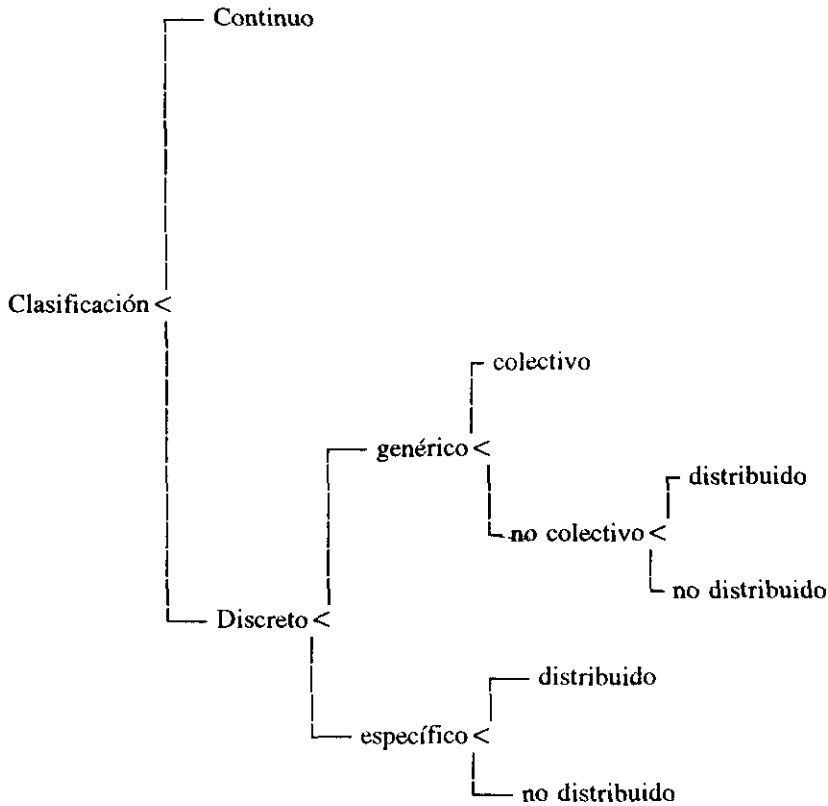 Continuo
Clasificación <
colectivo
genérico <
distribuido
no colectivo <
no distribuido
Discreto <
distribuido
específico <
no distribuido